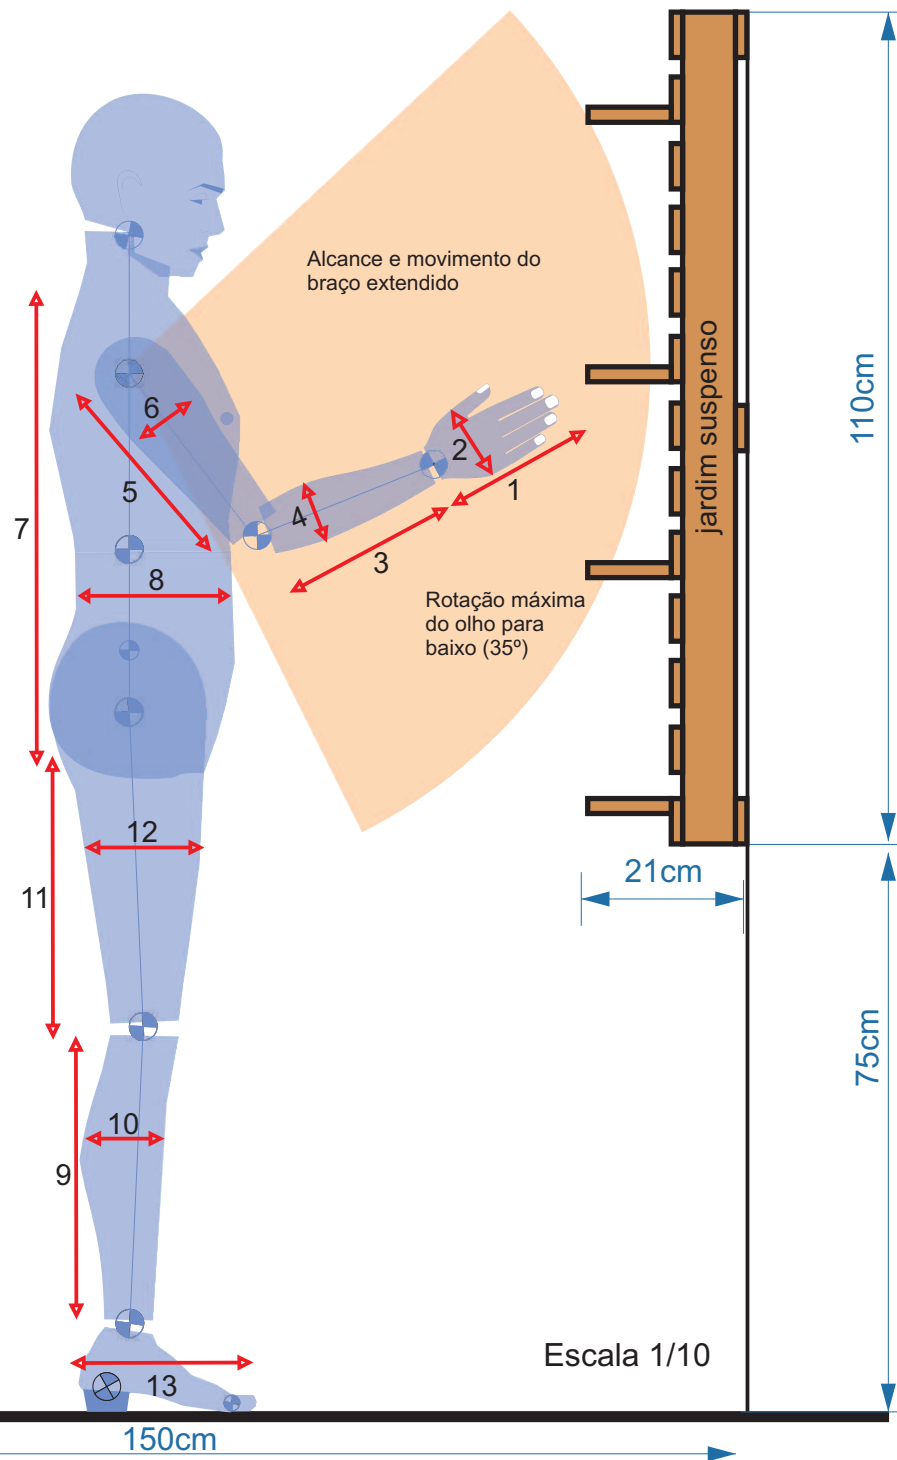 Alcance e movimento do
braço extendido
jardim suspenso
110cm
6
2
5
1
7
4
3
8
Rotação máxima
do olho para
baixo (35º)
12
21cm
11
75cm
10
9
Escala 1/10
13
150cm